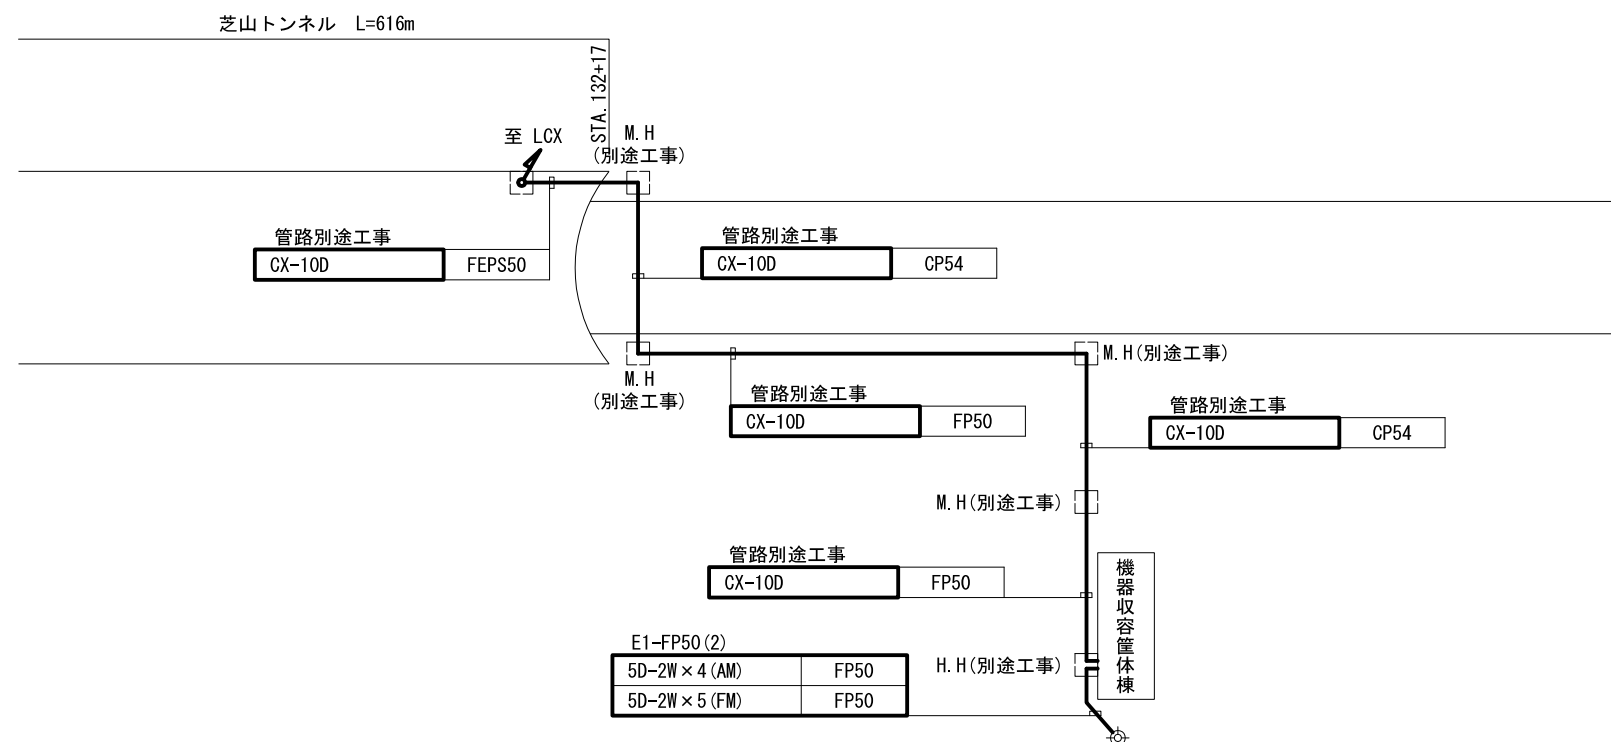 芝山トンネル L=616m
STA.132+17
至 LCX
M.H
(別途工事)
管路別途工事
CX-10D FEPS50
管路別途工事
CX-10D CP54
M.H
(別途工事)
M.H(別途工事)
管路別途工事
CX-10D FP50
管路別途工事
CX-10D CP54
M.H(別途工事)
管路別途工事
CX-10D FP50
機器収容筐体棟
E1-FP50(2)
5D-2W×4(AM) FP50
5D-2W×5(FM) FP50
H.H(別途工事)